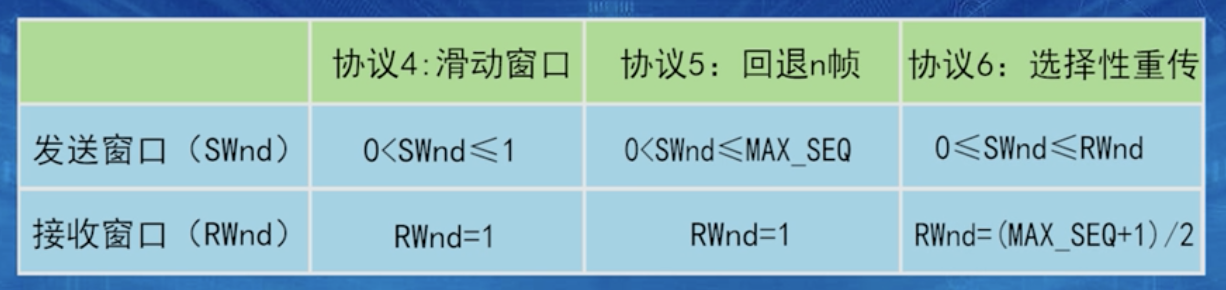 协议4:滑动窗口 协议5：回退n帧 协议6：选择性重传
发送窗口（SWnd） 0<SWnd≤1 0<SWnd≤MAX_SEQ 0≤SWnd≤RWnd
接收窗口（RWnd） RWnd=1 RWnd=1 RWnd=(MAX_SEQ+1)/2